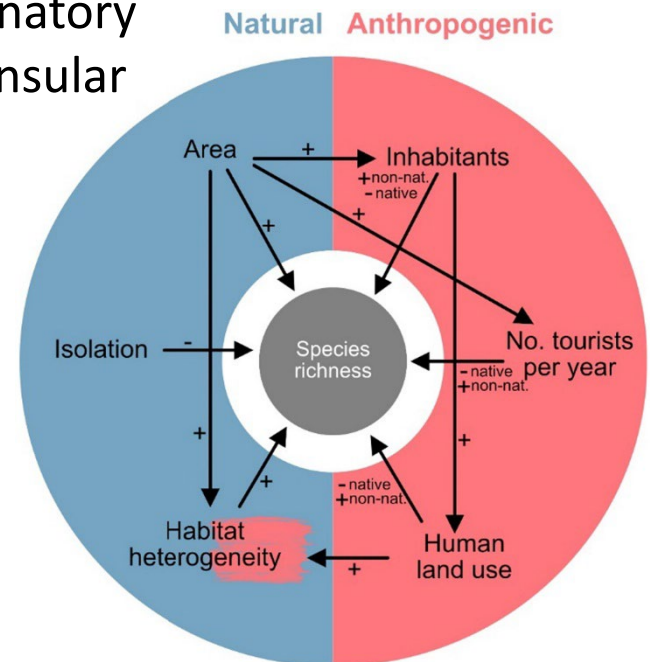 natory
nsular
Natural Anthropogenic
Area
+
Inhabitants
+non-nat.
- native
+
+
Isolation
-
Species
richness
No. tourists
per year
- native
+non-nat.
+
+
+
- native
+non-nat.
Habitat
heterogeneity
+
Human
land use